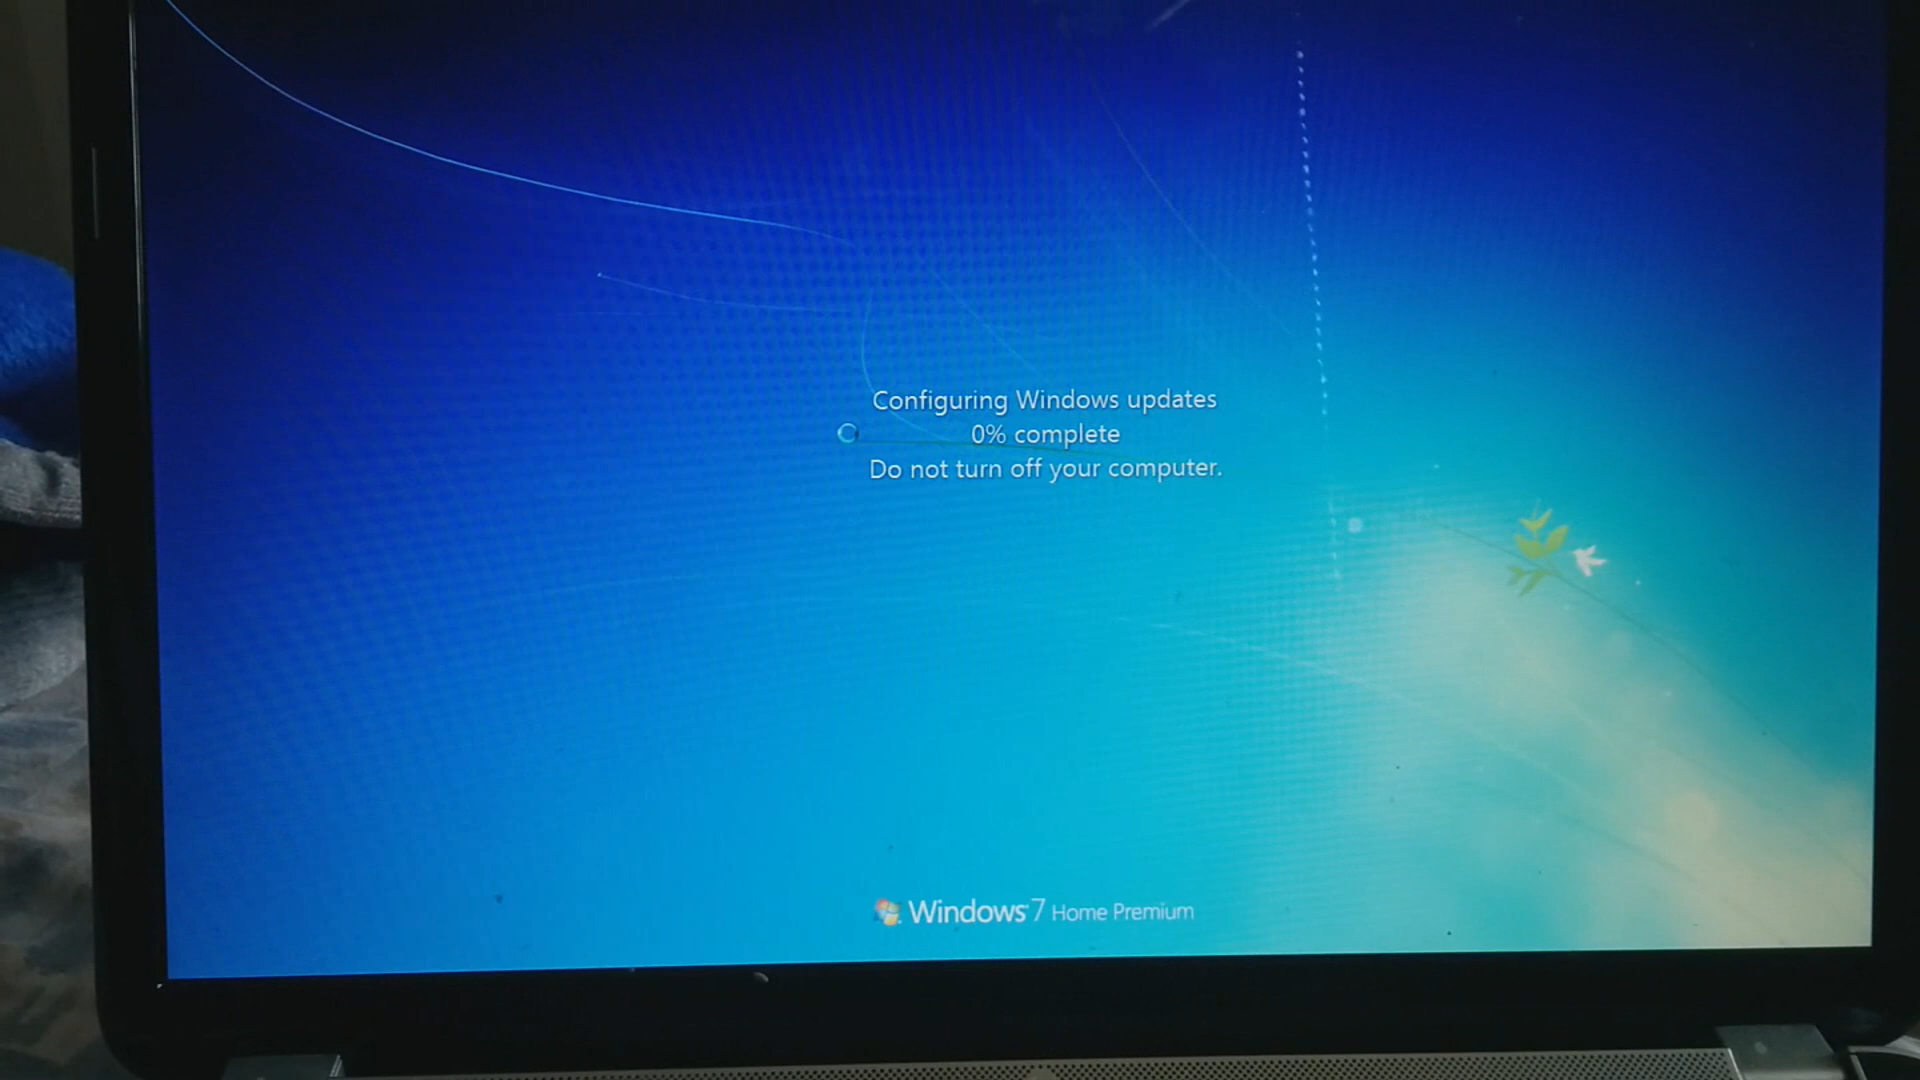 Configuring Windows updates
0% complete
Do not turn off your computer.
Windows 7 Home Premium